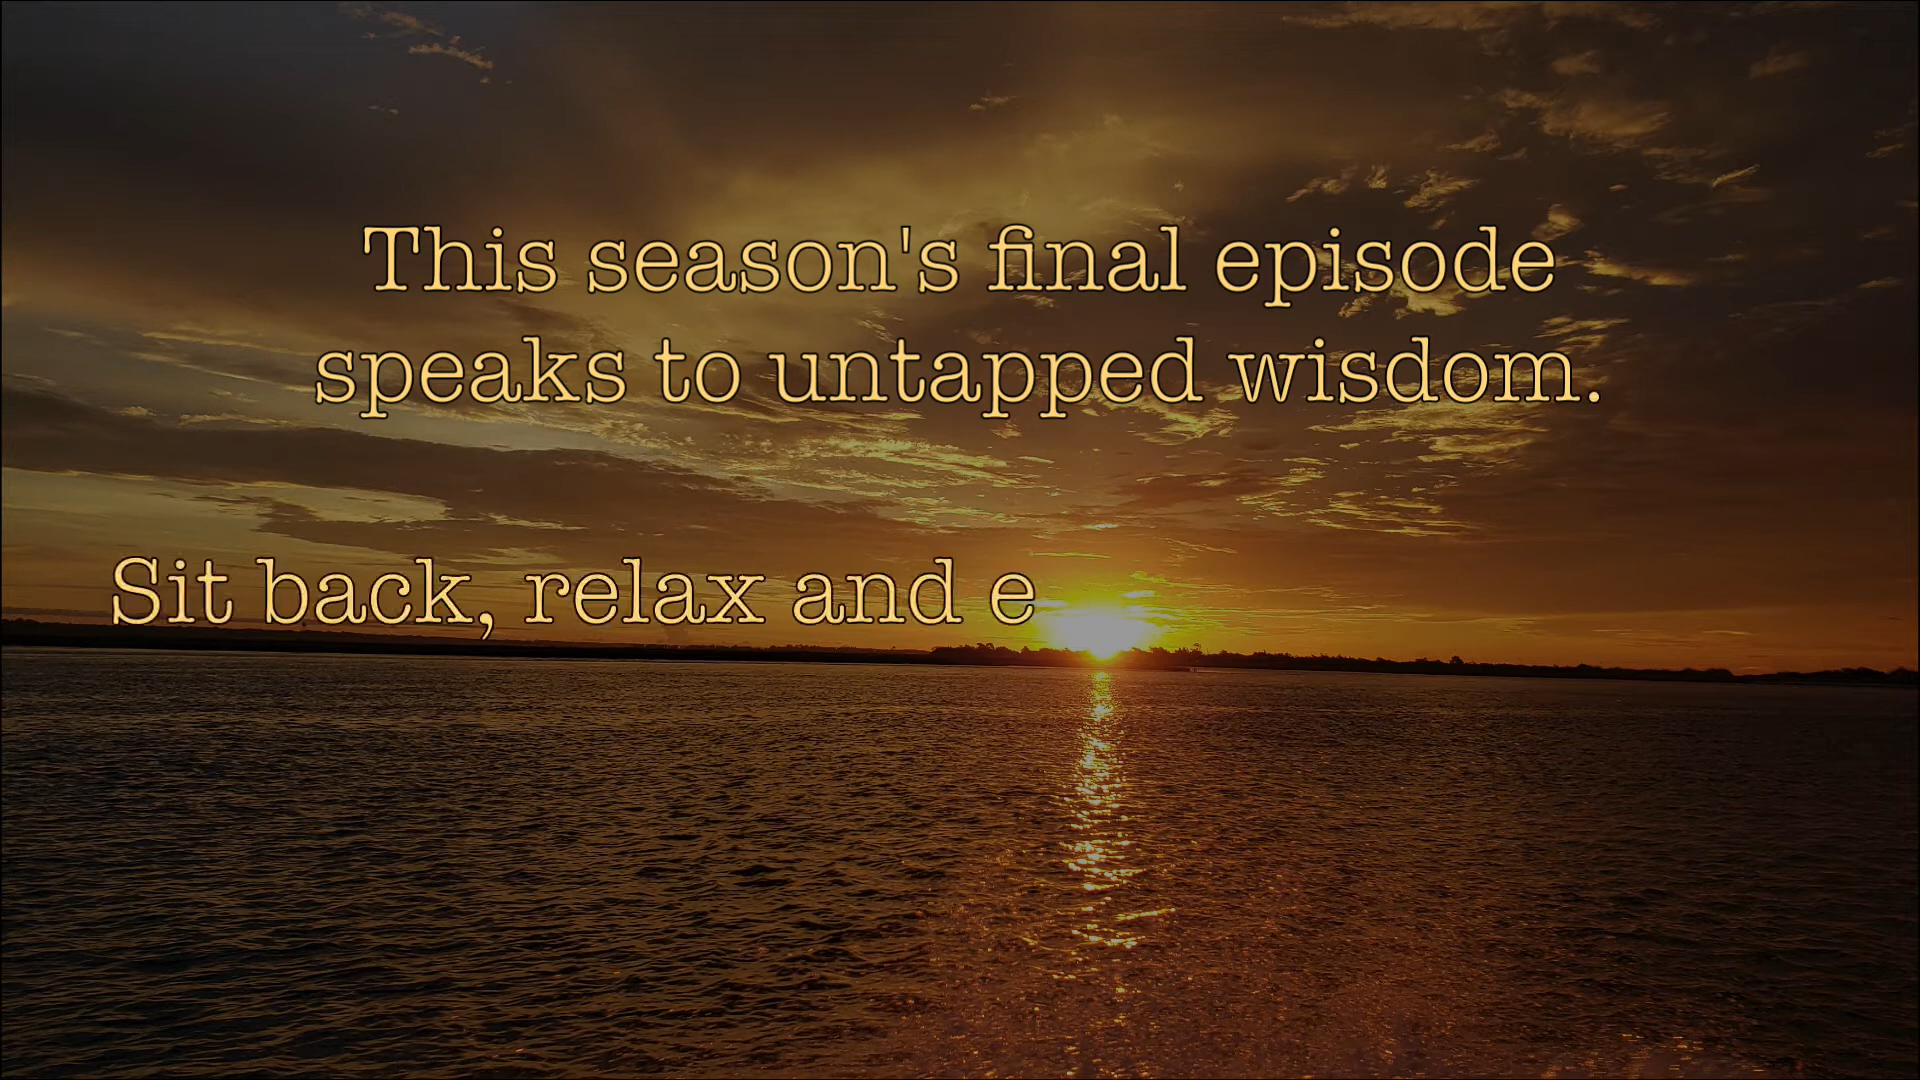 This season's final episode
speaks to untapped wisdom.
Sit back, relax and e